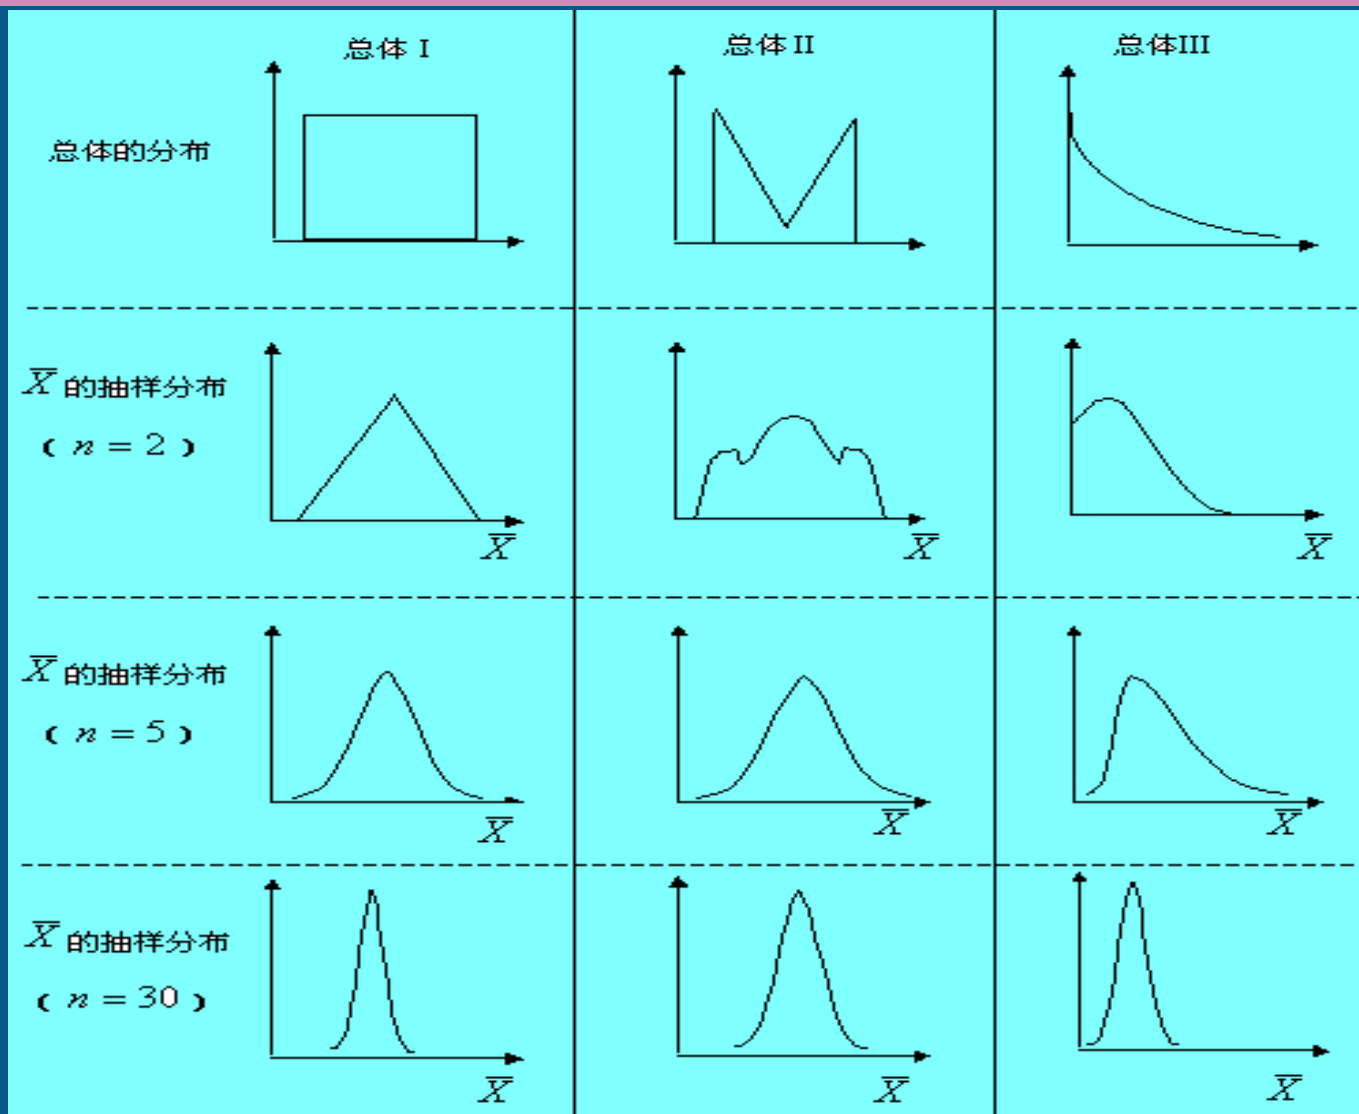 总体 I
总体 II
总体III
总体的分布
X̅ 的抽样分布
( n = 2 )
X̅
X̅
X̅
X̅ 的抽样分布
( n = 5 )
X̅
X̅
X̅
X̅ 的抽样分布
( n = 30 )
X̅
X̅
X̅